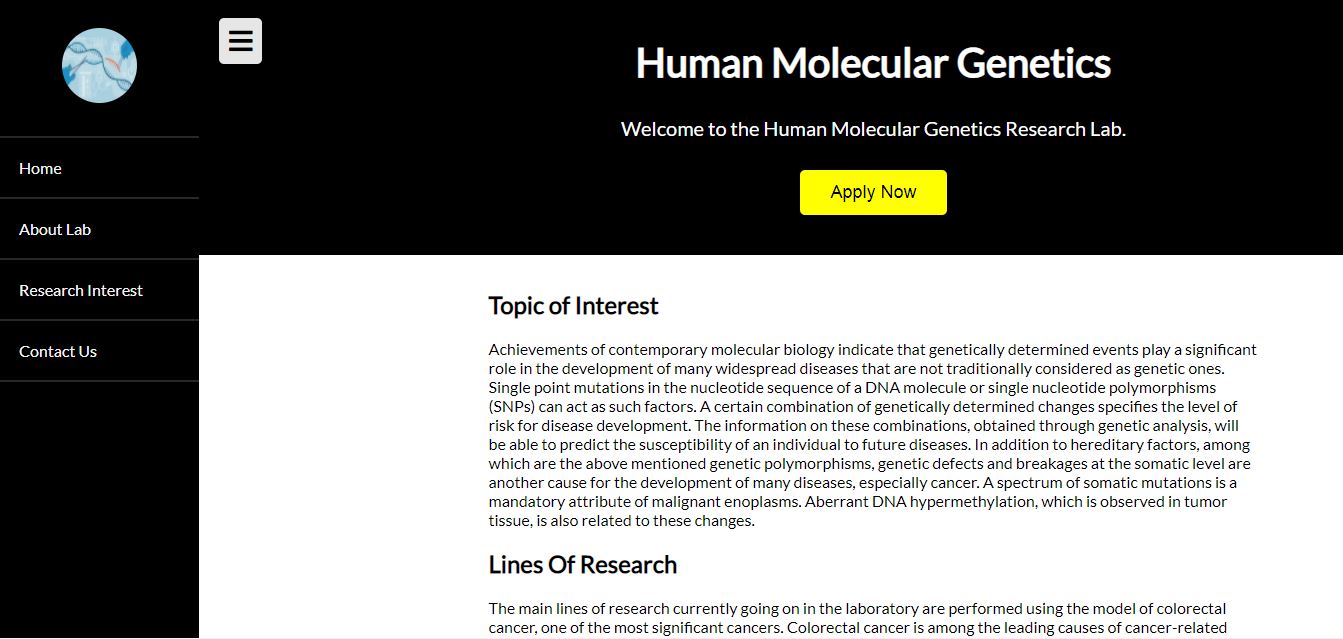 Human Molecular Genetics
Welcome to the Human Molecular Genetics Research Lab.
Apply Now
Home
About Lab
Research Interest
Contact Us
Topic of Interest
Achievements of contemporary molecular biology indicate that genetically determined events play a significant
role in the development of many widespread diseases that are not traditionally considered as genetic ones.
Single point mutations in the nucleotide sequence of a DNA molecule or single nucleotide polymorphisms
(SNPs) can act as such factors. A certain combination of genetically determined changes specifies the level of
risk for disease development. The information on these combinations, obtained through genetic analysis, will
be able to predict the susceptibility of an individual to future diseases. In addition to hereditary factors, among
which are the above mentioned genetic polymorphisms, genetic defects and breakages at the somatic level are
another cause for the development of many diseases, especially cancer. A spectrum of somatic mutations is a
mandatory attribute of malignant enoplasms. Aberrant DNA hypermethylation, which is observed in tumor
tissue, is also related to these changes.
Lines Of Research
The main lines of research currently going on in the laboratory are performed using the model of colorectal
cancer, one of the most significant cancers. Colorectal cancer is among the leading causes of cancer-related